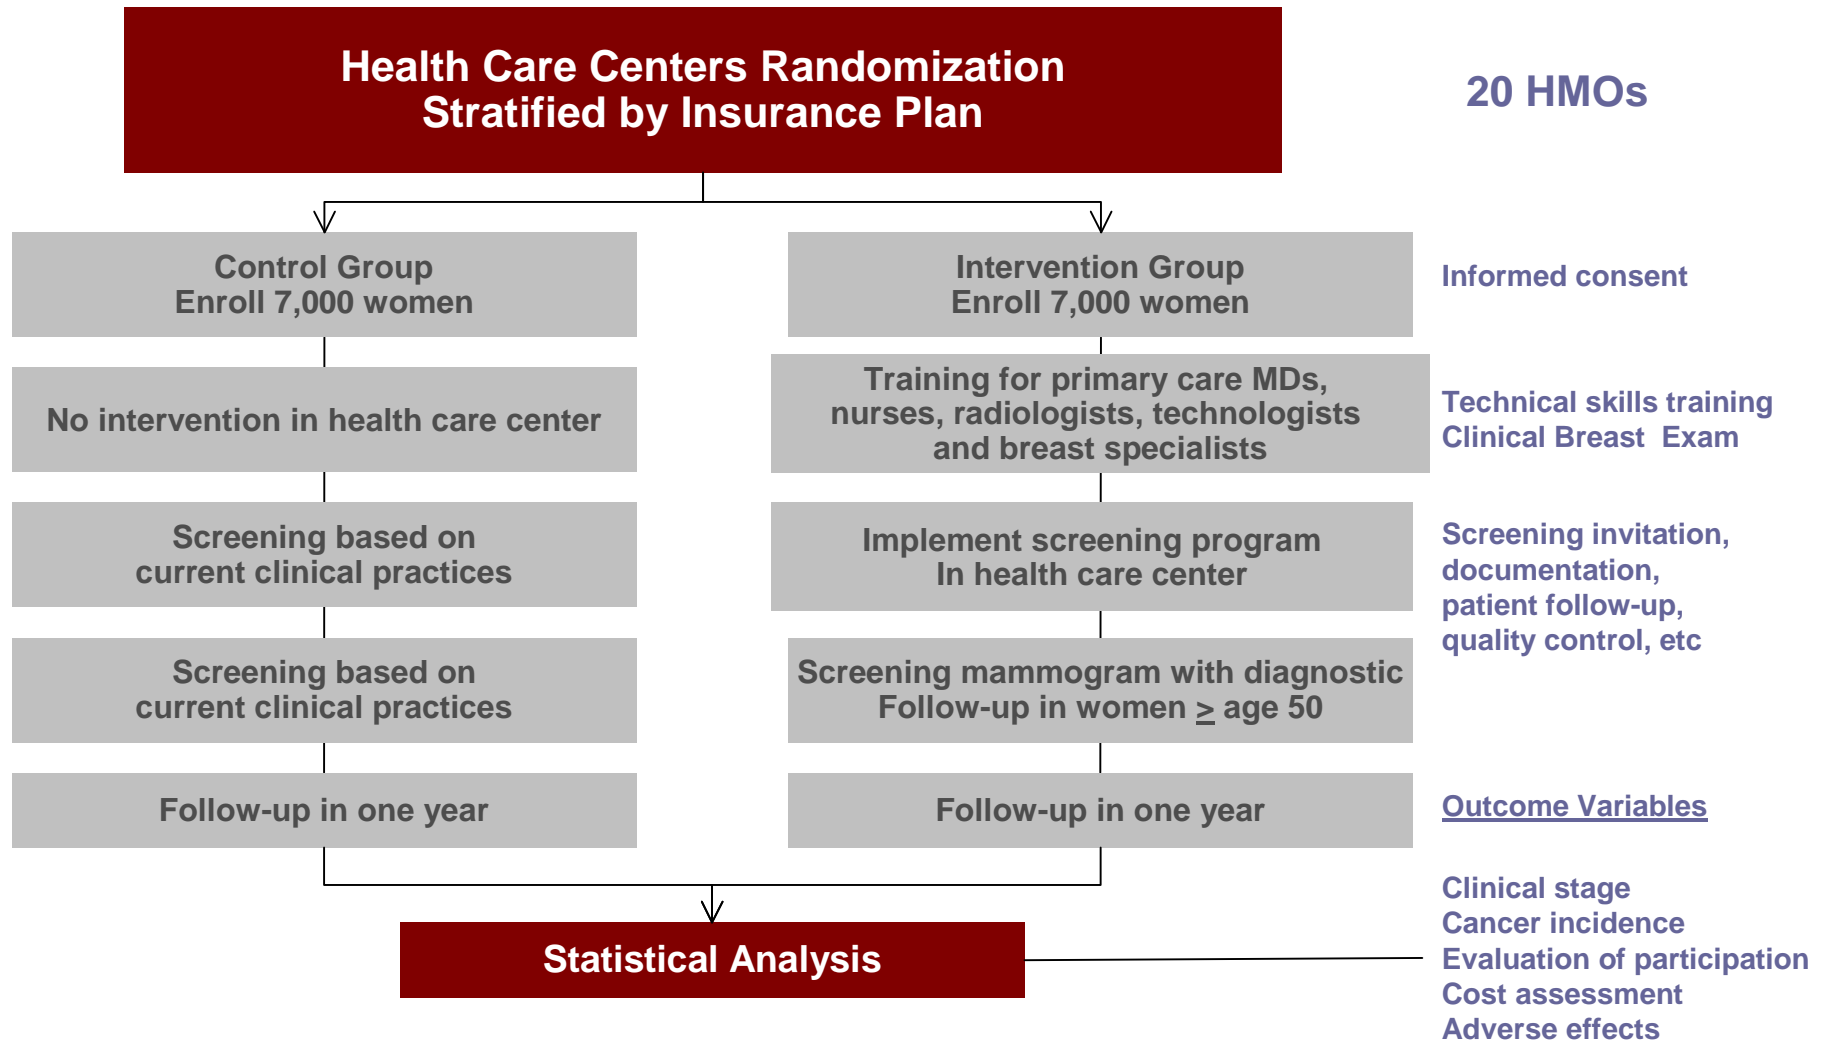 Health Care Centers Randomization
Stratified by Insurance Plan
20 HMOs
Control Group
Enroll 7,000 women
Intervention Group
Enroll 7,000 women
Informed consent
No intervention in health care center
Training for primary care MDs,
nurses, radiologists, technologists
and breast specialists
Technical skills training
Clinical Breast  Exam
Screening based on
current clinical practices
Implement screening program
In health care center
Screening invitation,
documentation,
patient follow-up,
quality control, etc
Screening based on
current clinical practices
Screening mammogram with diagnostic
Follow-up in women ≥ age 50
Follow-up in one year
Follow-up in one year
Outcome Variables
Clinical stage
Cancer incidence
Evaluation of participation
Cost assessment
Adverse effects
Statistical Analysis